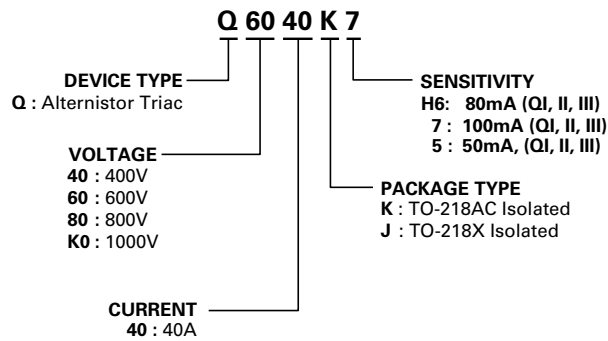 Q 60 40 K 7
DEVICE TYPE
Q : Alternistor Triac
VOLTAGE
40 : 400V
60 : 600V
80 : 800V
K0 : 1000V
CURRENT
40 : 40A
SENSITIVITY
H6: 80mA (QI, II, III)
7 : 100mA (QI, II, III)
5 : 50mA, (QI, II, III)
PACKAGE TYPE
K : TO-218AC Isolated
J : TO-218X Isolated